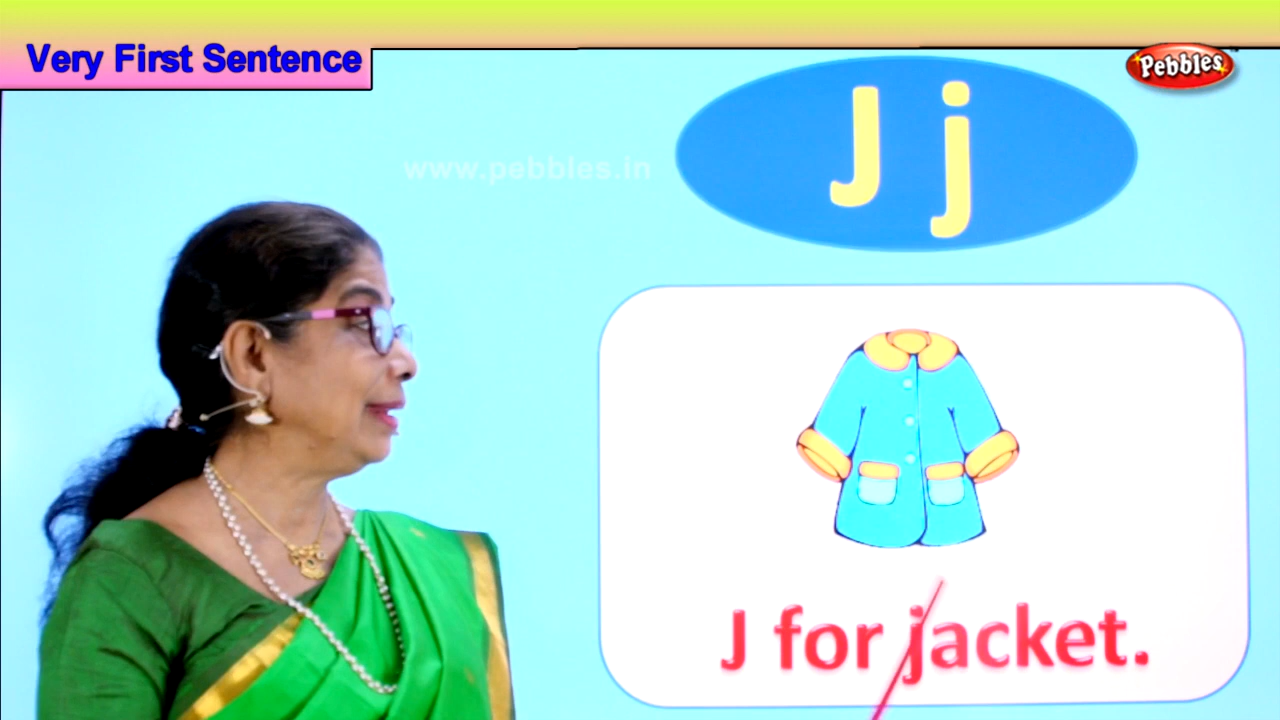 Very First Sentence
Pebbles
www.pebbles.in
J j
J for jacket.